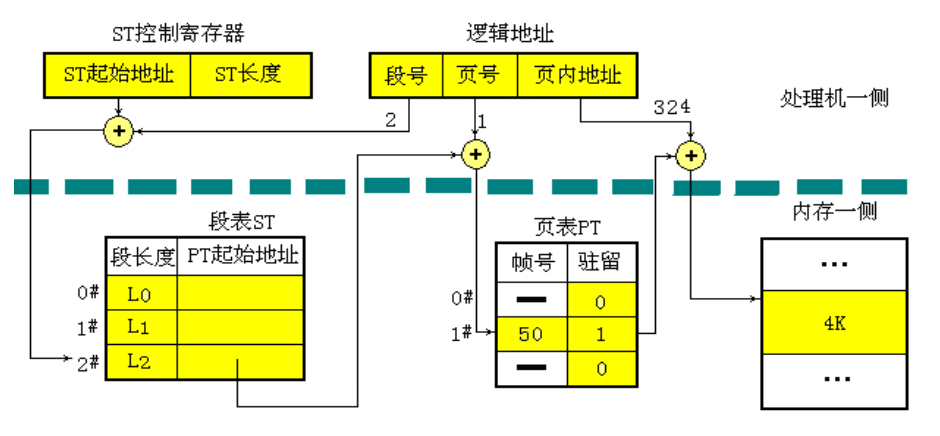 ST控制寄存器
逻辑地址
ST起始地址 ST长度
段号 页号 页内地址
处理机一侧
2 1 324
+ + +
内存一侧
段表ST
页表PT
段长度 PT起始地址
帧号 驻留
...
0# L0
0# — 0
1# L1
1# 50 1
4K
2# L2
— 0
...